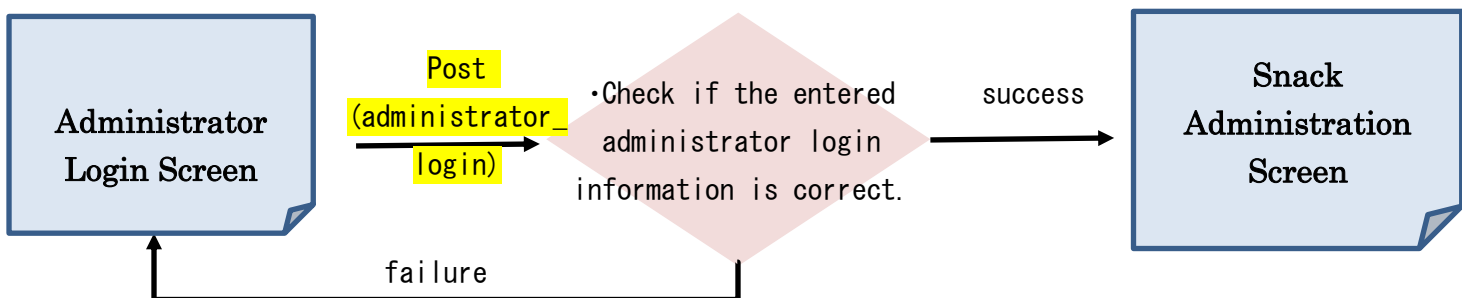 Administrator
Login Screen
Post
(administrator_
login)
・Check if the entered
administrator login
information is correct.
success
Snack
Administration
Screen
failure